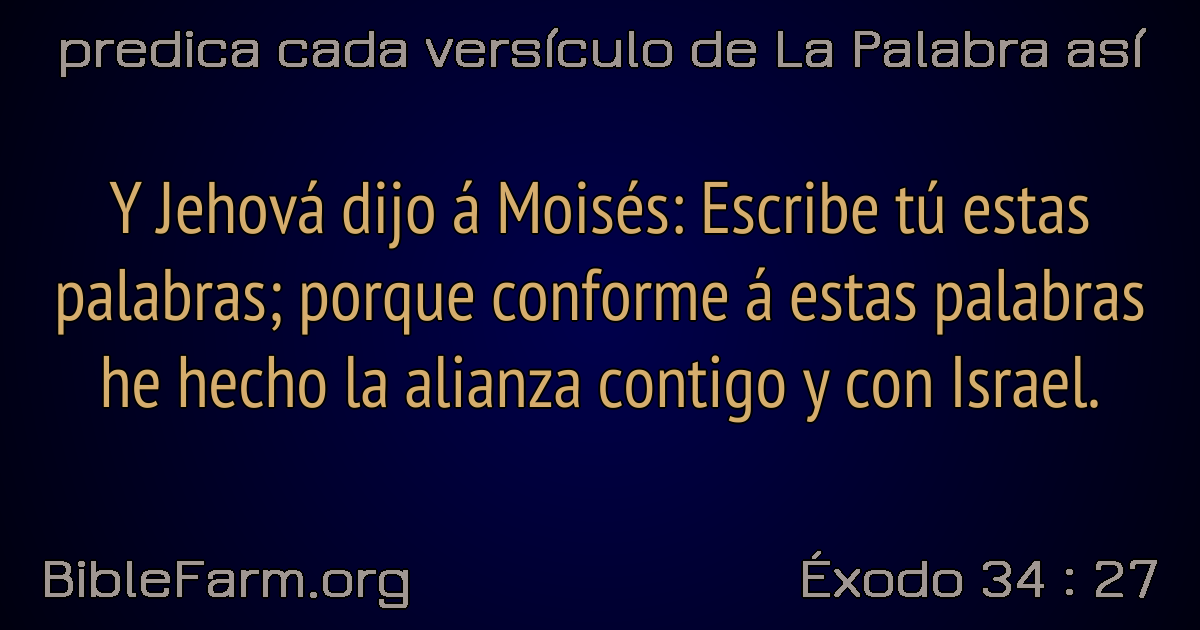 predica cada versículo de La Palabra así
Y Jehová dijo á Moisés: Escribe tú estas
palabras; porque conforme á estas palabras
he hecho la alianza contigo y con Israel.
BibleFarm.org
Éxodo 34 : 27